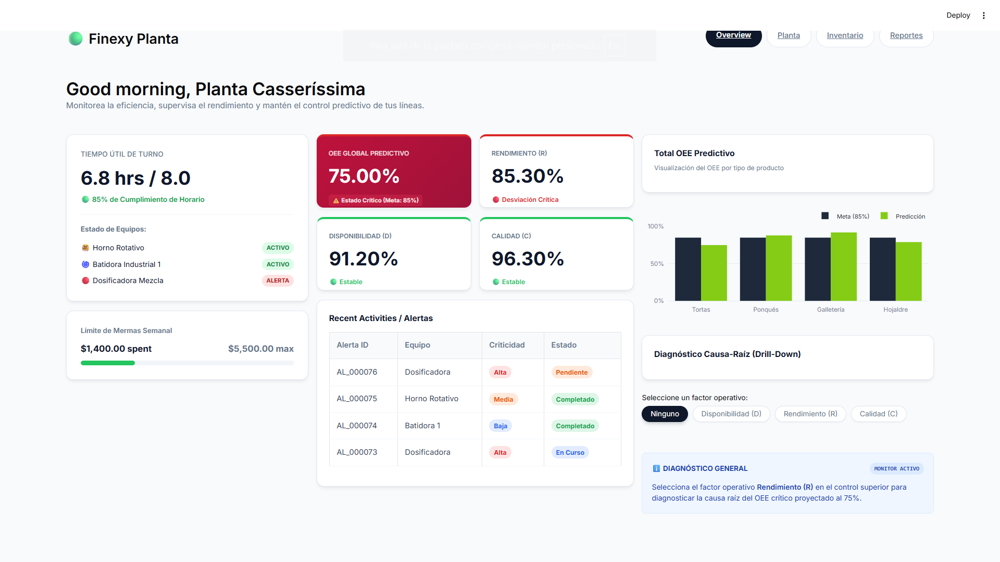 Deploy
Finexy Planta
Overview
Planta
Inventario
Reportes
Para salir de la pantalla completa, mantén presionado Esc
Good morning, Planta Casseríssima
Monitorea la eficiencia, supervisa el rendimiento y mantén el control predictivo de tus líneas.
TIEMPO ÚTIL DE TURNO
6.8 hrs / 8.0
85% de Cumplimiento de Horario
Estado de Equipos:
Horno Rotativo ACTIVO
Batidora Industrial 1 ACTIVO
Dosificadora Mezcla ALERTA
Límite de Mermas Semanal
$1,400.00 spent $5,500.00 max
OEE GLOBAL PREDICTIVO
75.00%
Estado Crítico (Meta: 85%)
RENDIMIENTO (R)
85.30%
Desviación Crítica
DISPONIBILIDAD (D)
91.20%
Estable
CALIDAD (C)
96.30%
Estable
Recent Activities / Alertas
Alerta ID Equipo Criticidad Estado
AL_000076 Dosificadora Alta Pendiente
AL_000075 Horno Rotativo Media Completado
AL_000074 Batidora 1 Baja Completado
AL_000073 Dosificadora Alta En Curso
Total OEE Predictivo
Visualización del OEE por tipo de producto
Meta (85%) Predicción
100%
50%
0%
Tortas Ponqués Galletería Hojaldre
Diagnóstico Causa-Raíz (Drill-Down)
Seleccione un factor operativo:
Ninguno Disponibilidad (D) Rendimiento (R) Calidad (C)
DIAGNÓSTICO GENERAL MONITOR ACTIVO
Selecciona el factor operativo Rendimiento (R) en el control superior para
diagnosticar la causa raíz del OEE crítico proyectado al 75%.